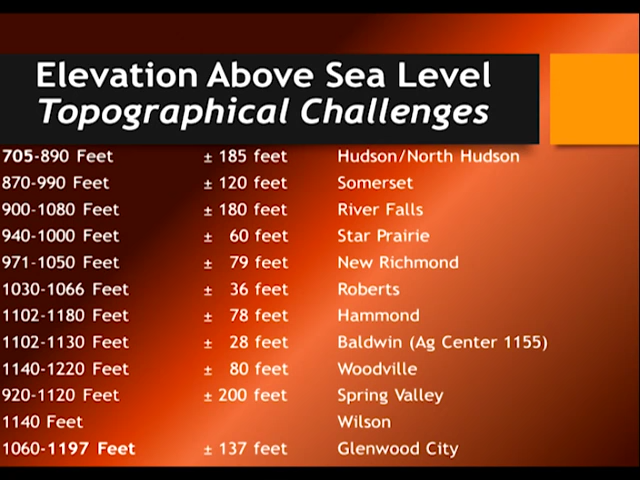 Elevation Above Sea Level
Topographical Challenges
705-890 Feet ± 185 feet Hudson/North Hudson
870-990 Feet ± 120 feet Somerset
900-1080 Feet ± 180 feet River Falls
940-1000 Feet ± 60 feet Star Prairie
971-1050 Feet ± 79 feet New Richmond
1030-1066 Feet ± 36 feet Roberts
1102-1180 Feet ± 78 feet Hammond
1102-1130 Feet ± 28 feet Baldwin (Ag Center 1155)
1140-1220 Feet ± 80 feet Woodville
920-1120 Feet ± 200 feet Spring Valley
1140 Feet Wilson
1060-1197 Feet ± 137 feet Glenwood City